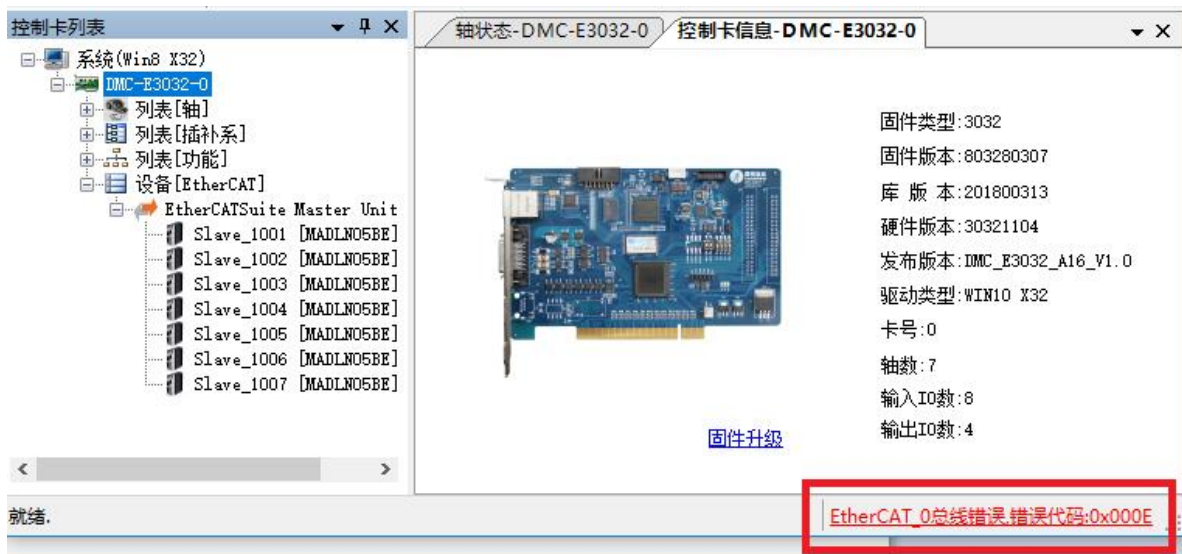 控制卡列表
系统(Win8 X32)
DMC-E3032-0
列表[轴]
列表[插补系]
列表[功能]
设备[EtherCAT]
EtherCATSuite Master Unit
Slave_1001 [MADLN05BE]
Slave_1002 [MADLN05BE]
Slave_1003 [MADLN05BE]
Slave_1004 [MADLN05BE]
Slave_1005 [MADLN05BE]
Slave_1006 [MADLN05BE]
Slave_1007 [MADLN05BE]
轴状态-DMC-E3032-0
控制卡信息-DMC-E3032-0
固件类型:3032
固件版本:803280307
库 版 本:201800313
硬件版本:30321104
发布版本:DMC_E3032_A16_V1.0
驱动类型:WIN10 X32
卡号:0
轴数:7
输入IO数:8
输出IO数:4
固件升级
就绪.
EtherCAT_0总线错误,错误代码:0x000E